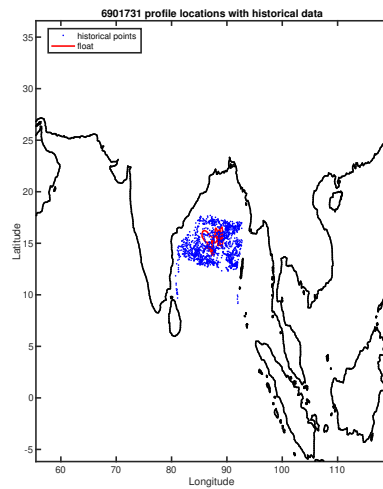 6901731 profile locations with historical data
historical points
float
35
30
25
20
15
10
5
0
-5
Latitude
60 70 80 90 100 110
Longitude